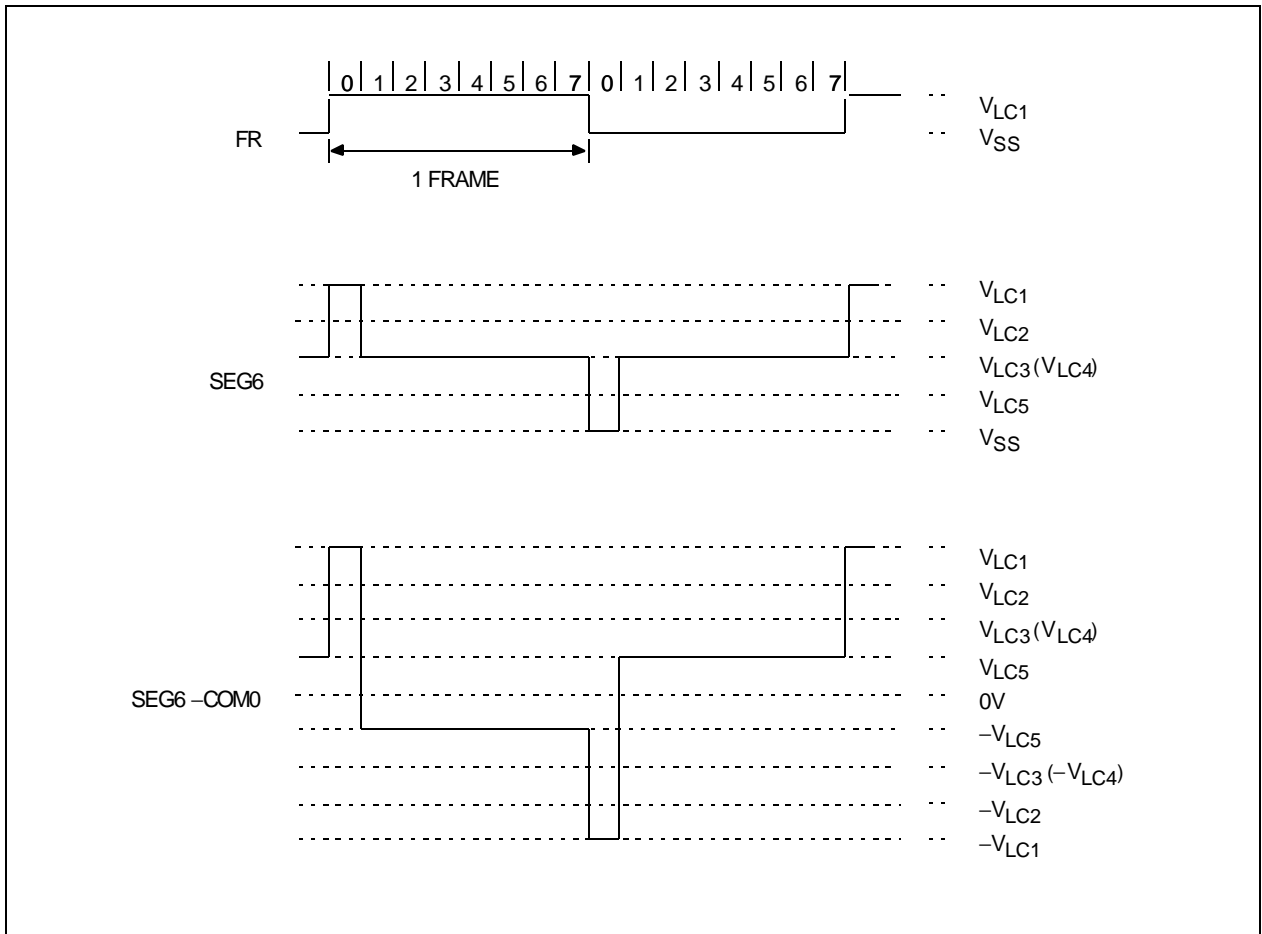 0 1 2 3 4 5 6 7 0 1 2 3 4 5 6 7
FR
VLC1
VSS
1 FRAME
SEG6
VLC1
VLC2
VLC3 (VLC4)
VLC5
VSS
SEG6 –COM0
VLC1
VLC2
VLC3 (VLC4)
VLC5
0V
–VLC5
–VLC3 (–VLC4)
–VLC2
–VLC1